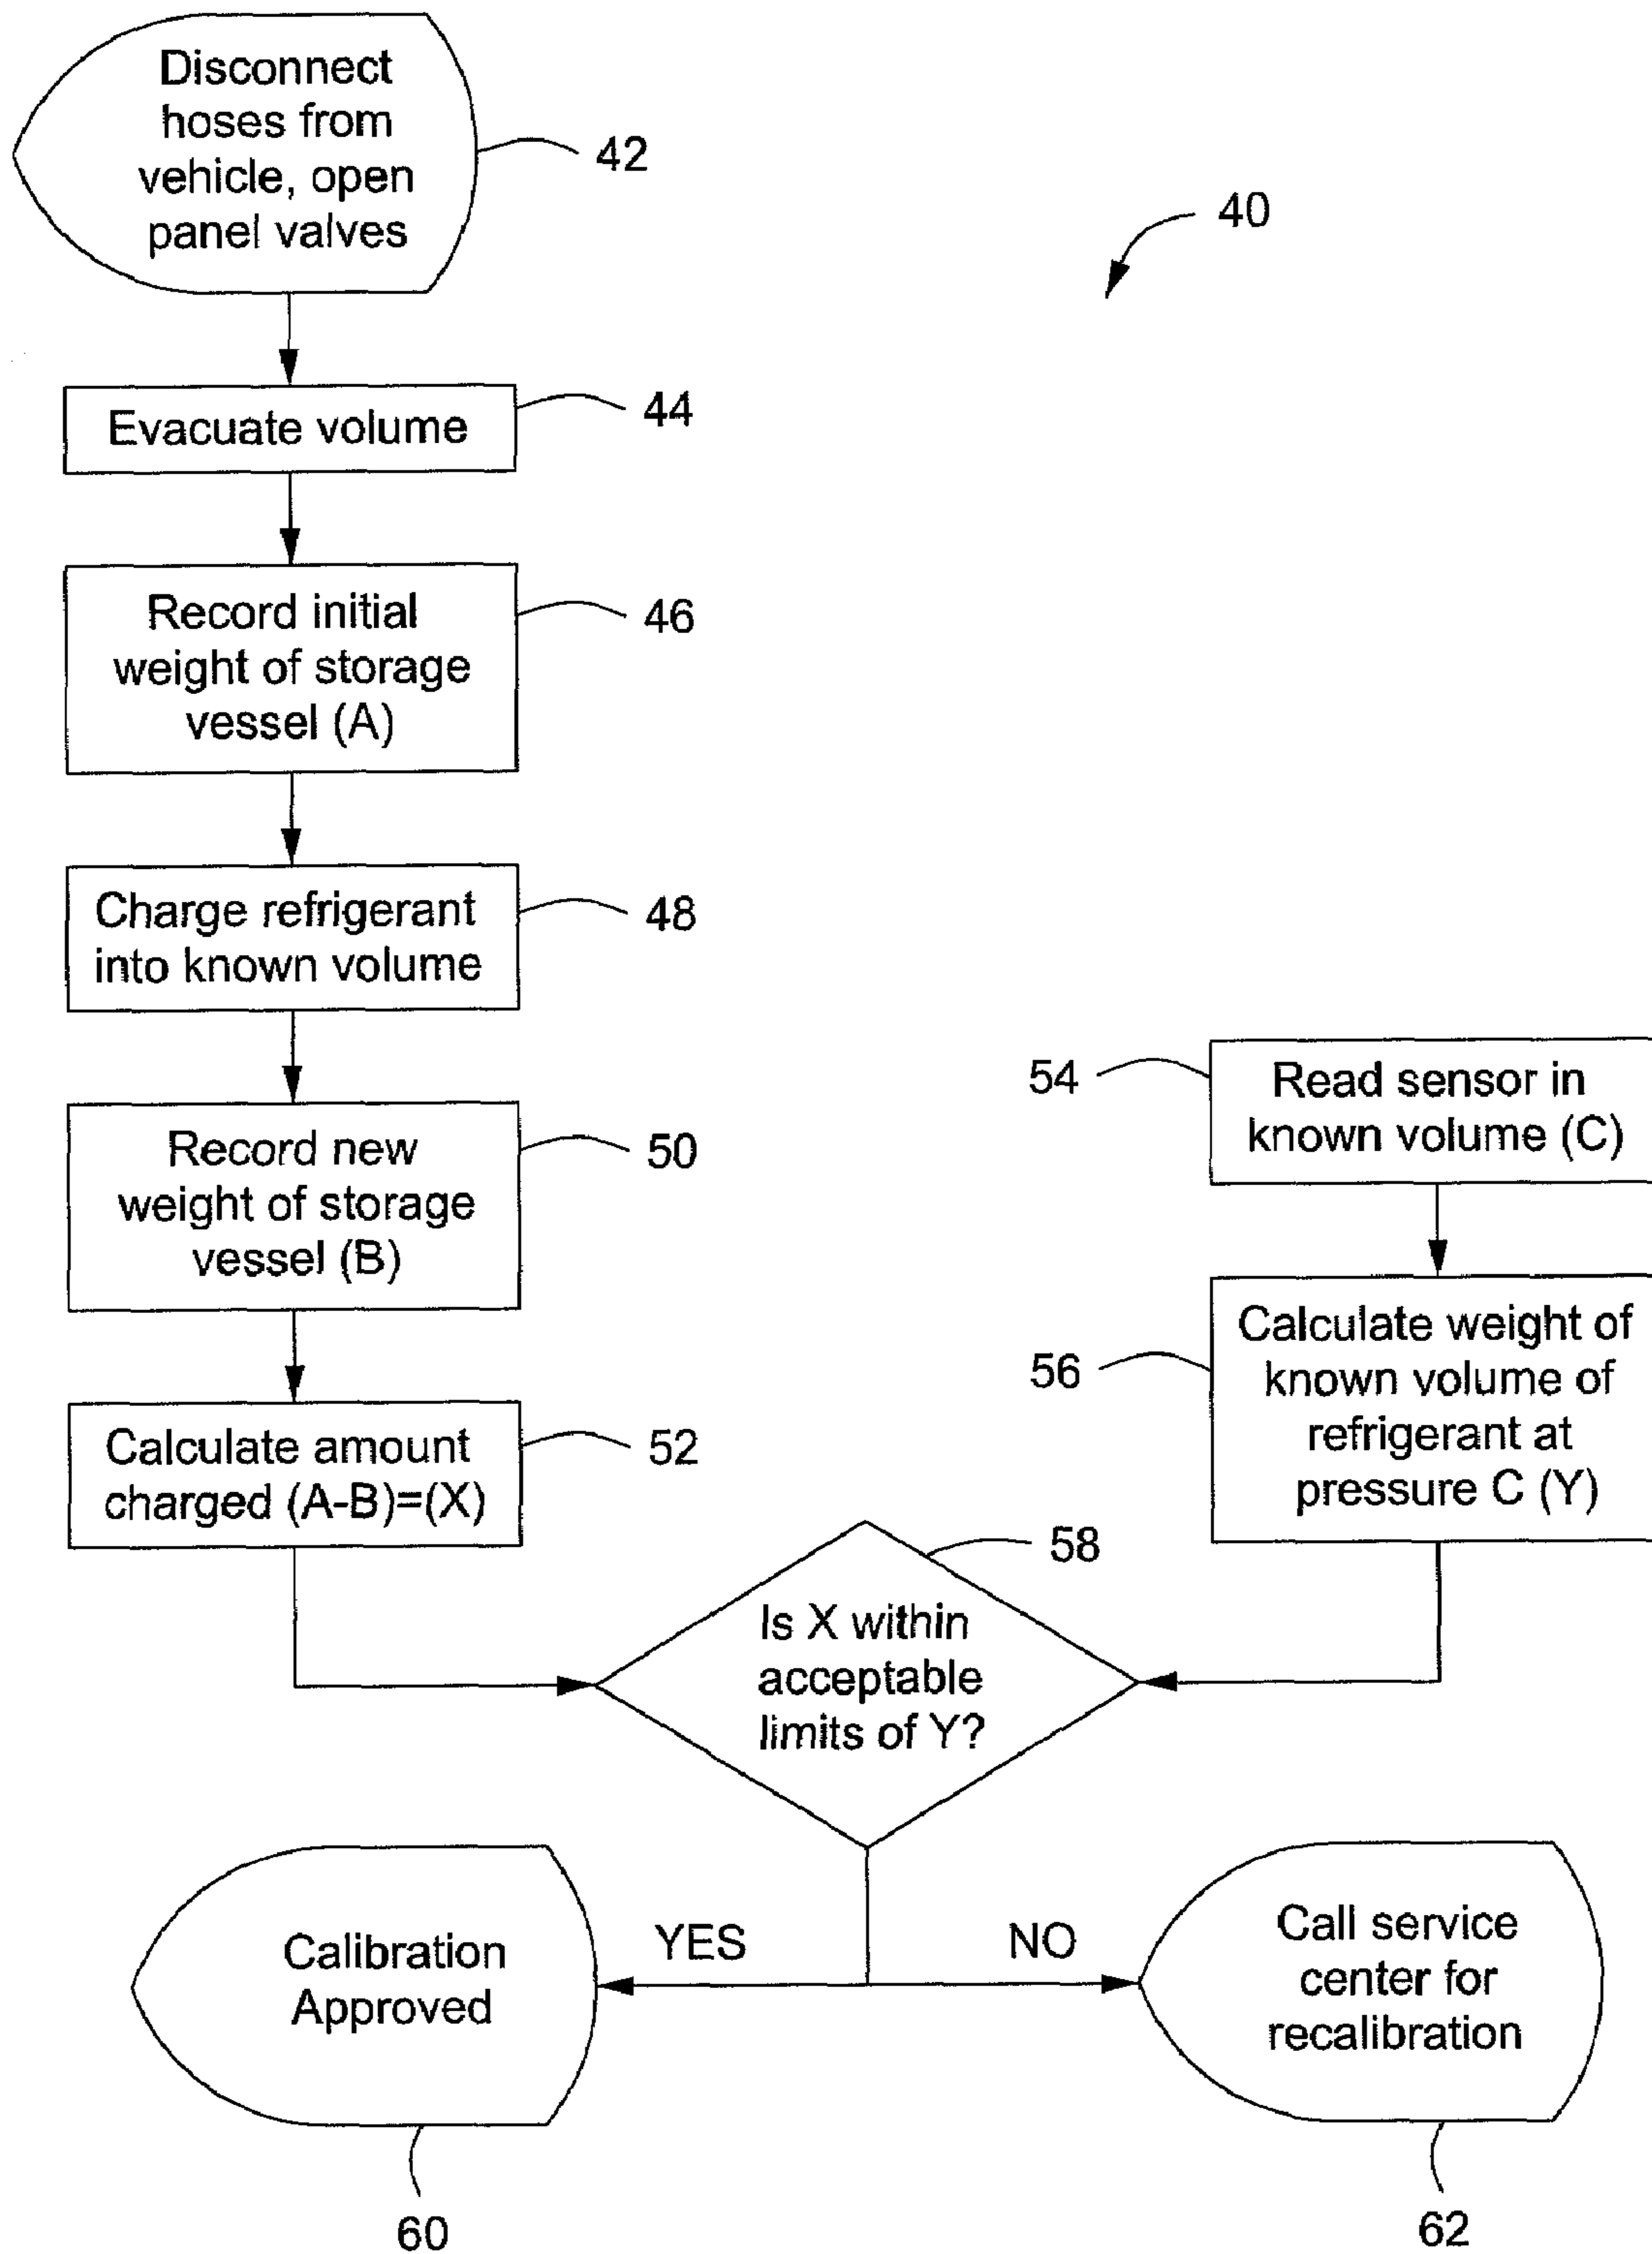 Disconnect
hoses from
vehicle, open
panel valves
42
40
Evacuate volume
44
Record initial
weight of storage
vessel (A)
46
Charge refrigerant
into known volume
48
Record new
weight of storage
vessel (B)
50
Calculate amount
charged (A-B)=(X)
52
54
Read sensor in
known volume (C)
56
Calculate weight of
known volume of
refrigerant at
pressure C (Y)
58
Is X within
acceptable
limits of Y?
YES
NO
Calibration
Approved
60
Call service
center for
recalibration
62